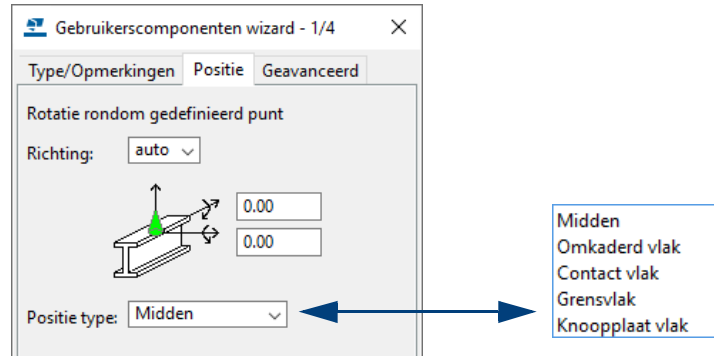 Gebruikerscomponenten wizard - 1/4
Type/Opmerkingen Positie Geavanceerd
Rotatie rondom gedefinieerd punt
Richting: auto
0.00
0.00
Positie type: Midden
Midden
Omkaderd vlak
Contact vlak
Grensvlak
Knoopplaat vlak